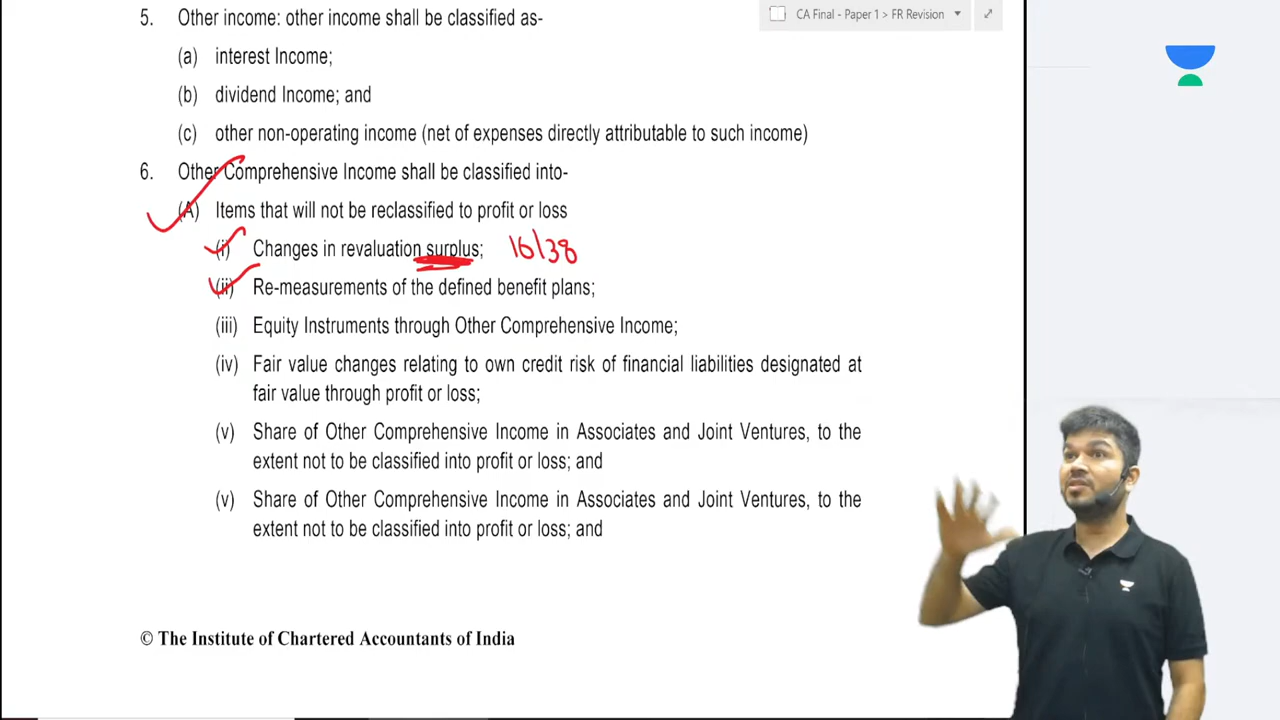 CA Final - Paper 1 > FR Revision
5. Other income: other income shall be classified as-
(a) interest Income;
(b) dividend Income; and
(c) other non-operating income (net of expenses directly attributable to such income)
6. Other Comprehensive Income shall be classified into-
(A) Items that will not be reclassified to profit or loss
(i) Changes in revaluation surplus; 16/38
(ii) Re-measurements of the defined benefit plans;
(iii) Equity Instruments through Other Comprehensive Income;
(iv) Fair value changes relating to own credit risk of financial liabilities designated at
fair value through profit or loss;
(v) Share of Other Comprehensive Income in Associates and Joint Ventures, to the
extent not to be classified into profit or loss; and
(v) Share of Other Comprehensive Income in Associates and Joint Ventures, to the
extent not to be classified into profit or loss; and
© The Institute of Chartered Accountants of India